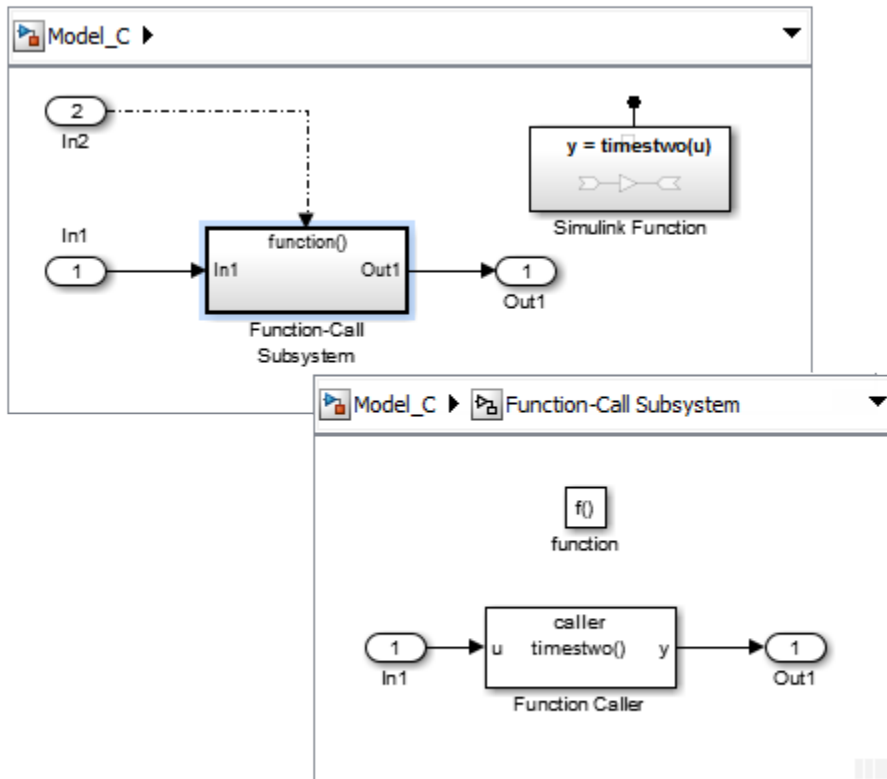 Model_C
2
In2
y = timestwo(u)
Simulink Function
In1
1
function()
In1
Out1
1
Out1
Function-Call
Subsystem
Model_C Function-Call Subsystem
f()
function
caller
1
u
timestwo()
y
1
In1
Out1
Function Caller